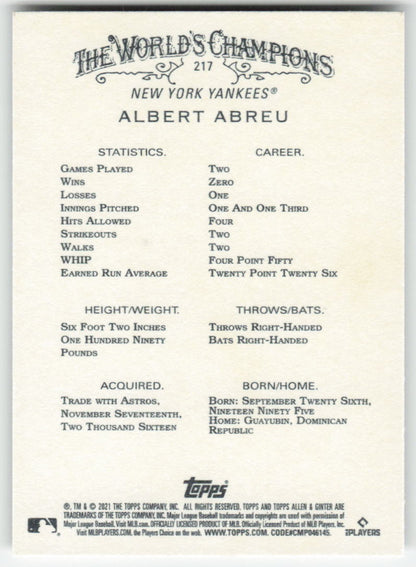 THE WORLD'S CHAMPIONS
217
NEW YORK YANKEES®
ALBERT ABREU
STATISTICS. CAREER.
GAMES PLAYED TWO
WINS ZERO
LOSSES ONE
INNINGS PITCHED ONE AND ONE THIRD
HITS ALLOWED FOUR
STRIKEOUTS TWO
WALKS TWO
WHIP FOUR POINT FIFTY
EARNED RUN AVERAGE TWENTY POINT TWENTY SIX
HEIGHT/WEIGHT. THROWS/BATS.
SIX FOOT TWO INCHES THROWS RIGHT-HANDED
ONE HUNDRED NINETY BATS RIGHT-HANDED
POUNDS
ACQUIRED. BORN/HOME.
TRADE WITH ASTROS, BORN: SEPTEMBER TWENTY SIXTH,
NOVEMBER SEVENTEENTH, NINETEEN NINETY FIVE
TWO THOUSAND SIXTEEN HOME: GUAYUBIN, DOMINICAN
REPUBLIC
Topps
®, TM & © 2021 THE TOPPS COMPANY, INC. ALL RIGHTS RESERVED. TOPPS AND TOPPS ALLEN & GINTER ARE
TRADEMARKS OF THE TOPPS COMPANY, INC. Major League Baseball trademarks and copyrights are used with permission of
Major League Baseball. Visit MLB.com. OFFICIALLY LICENSED PRODUCT OF MLB Players, Inc.
Visit MLBPLAYERS.COM, the Players Choice on the web. WWW.TOPPS.COM. CODE#CMP046145.
PLAYERS